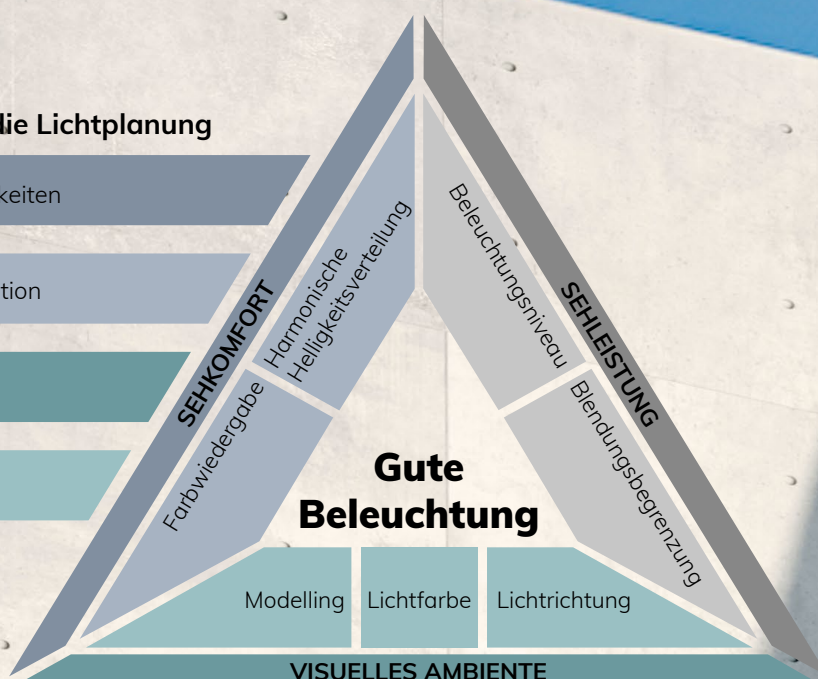 die Lichtplanung
keiten
tion
SEHKOMFORT
Harmonische
Helligkeitsverteilung
Farbwiedergabe
SEHLEISTUNG
Beleuchtungsniveau
Blendungsbegrenzung
Gute
Beleuchtung
Modelling
Lichtfarbe
Lichtrichtung
VISUELLES AMBIENTE